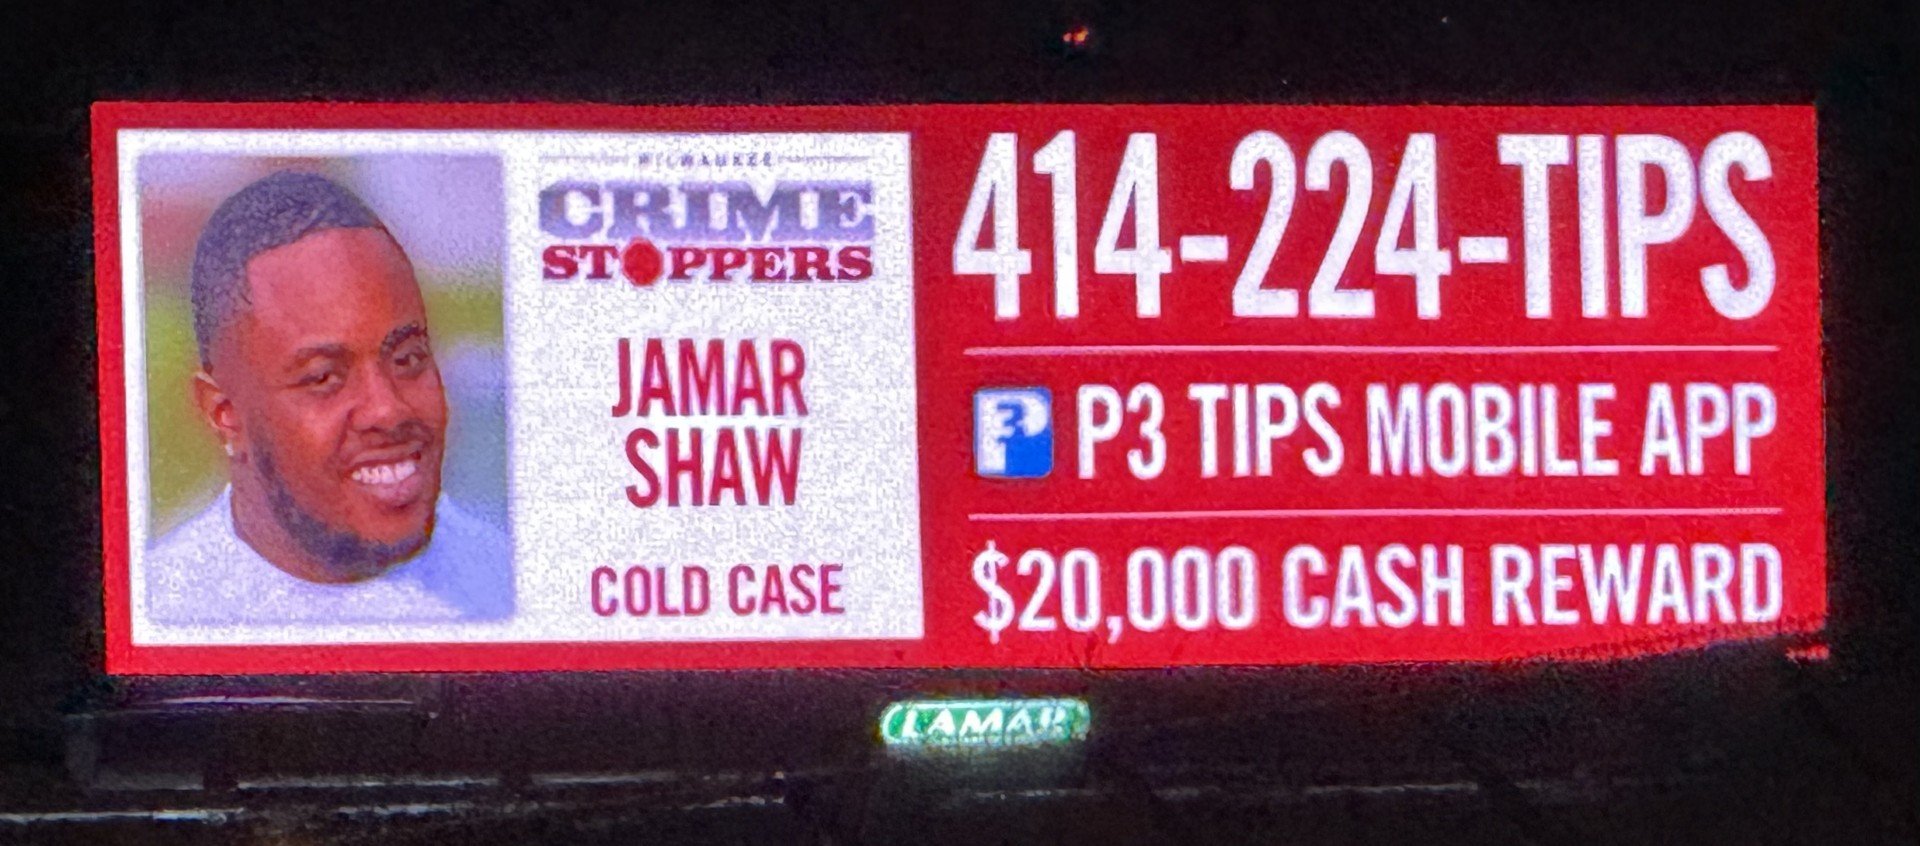 MILWAUKEE
CRIME
STOPPERS
JAMAR
SHAW
COLD CASE
414-224-TIPS
P3 P3 TIPS MOBILE APP
$20,000 CASH REWARD
LAMAR